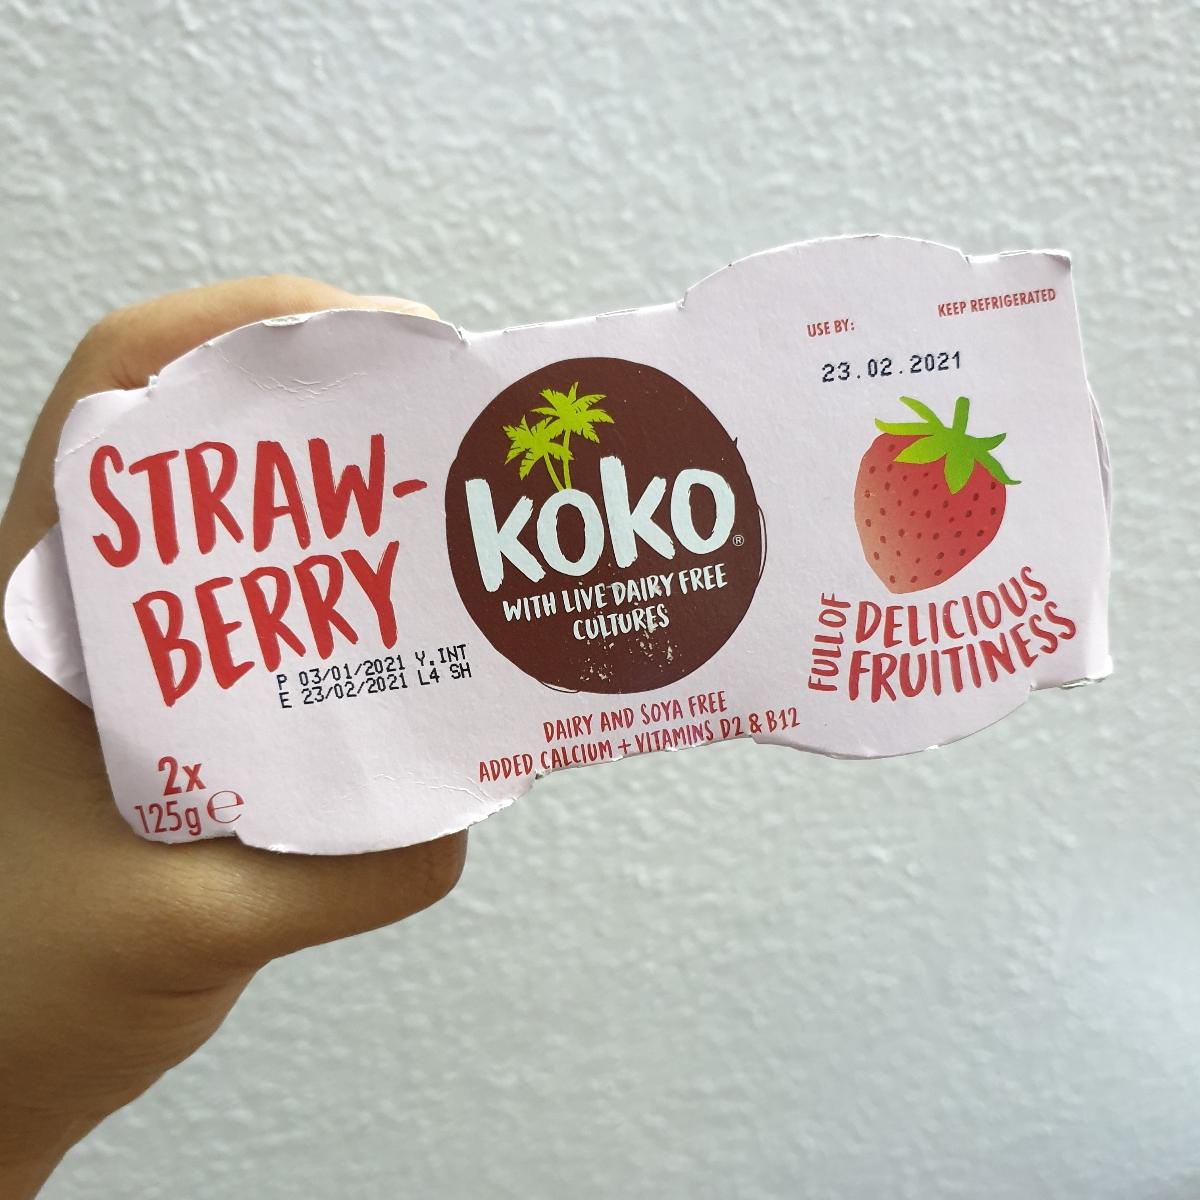 STRAW-
BERRY
P 03/01/2021 Y.INT
E 23/02/2021 L4 SH
2x
125g ℮
koko®
WITH LIVE DAIRY FREE
CULTURES
DAIRY AND SOYA FREE
ADDED CALCIUM + VITAMINS D2 & B12
KEEP REFRIGERATED
USE BY:
23.02.2021
FULL OF
DELICIOUS
FRUITINESS